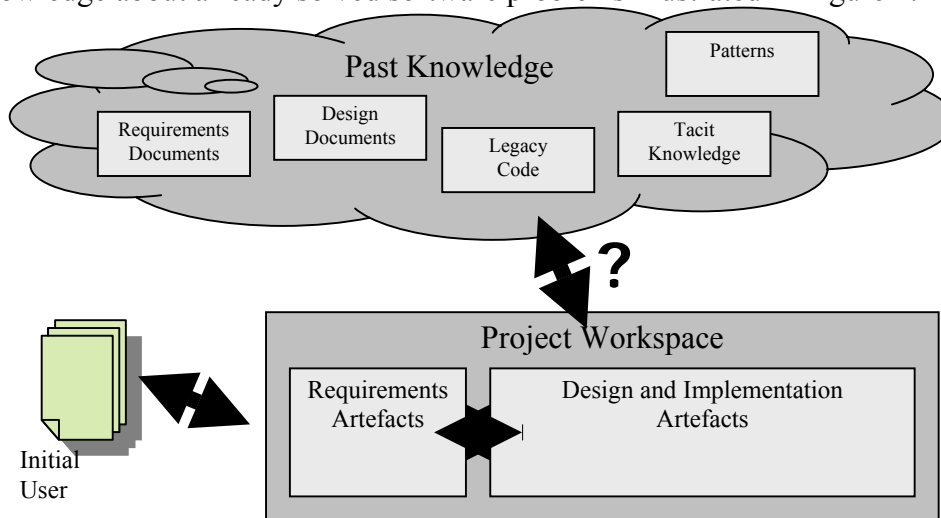 Past Knowledge
Patterns
Requirements
Documents
Design
Documents
Legacy
Code
Tacit
Knowledge
?
Project Workspace
Requirements
Artefacts
Design and Implementation
Artefacts
Initial
User